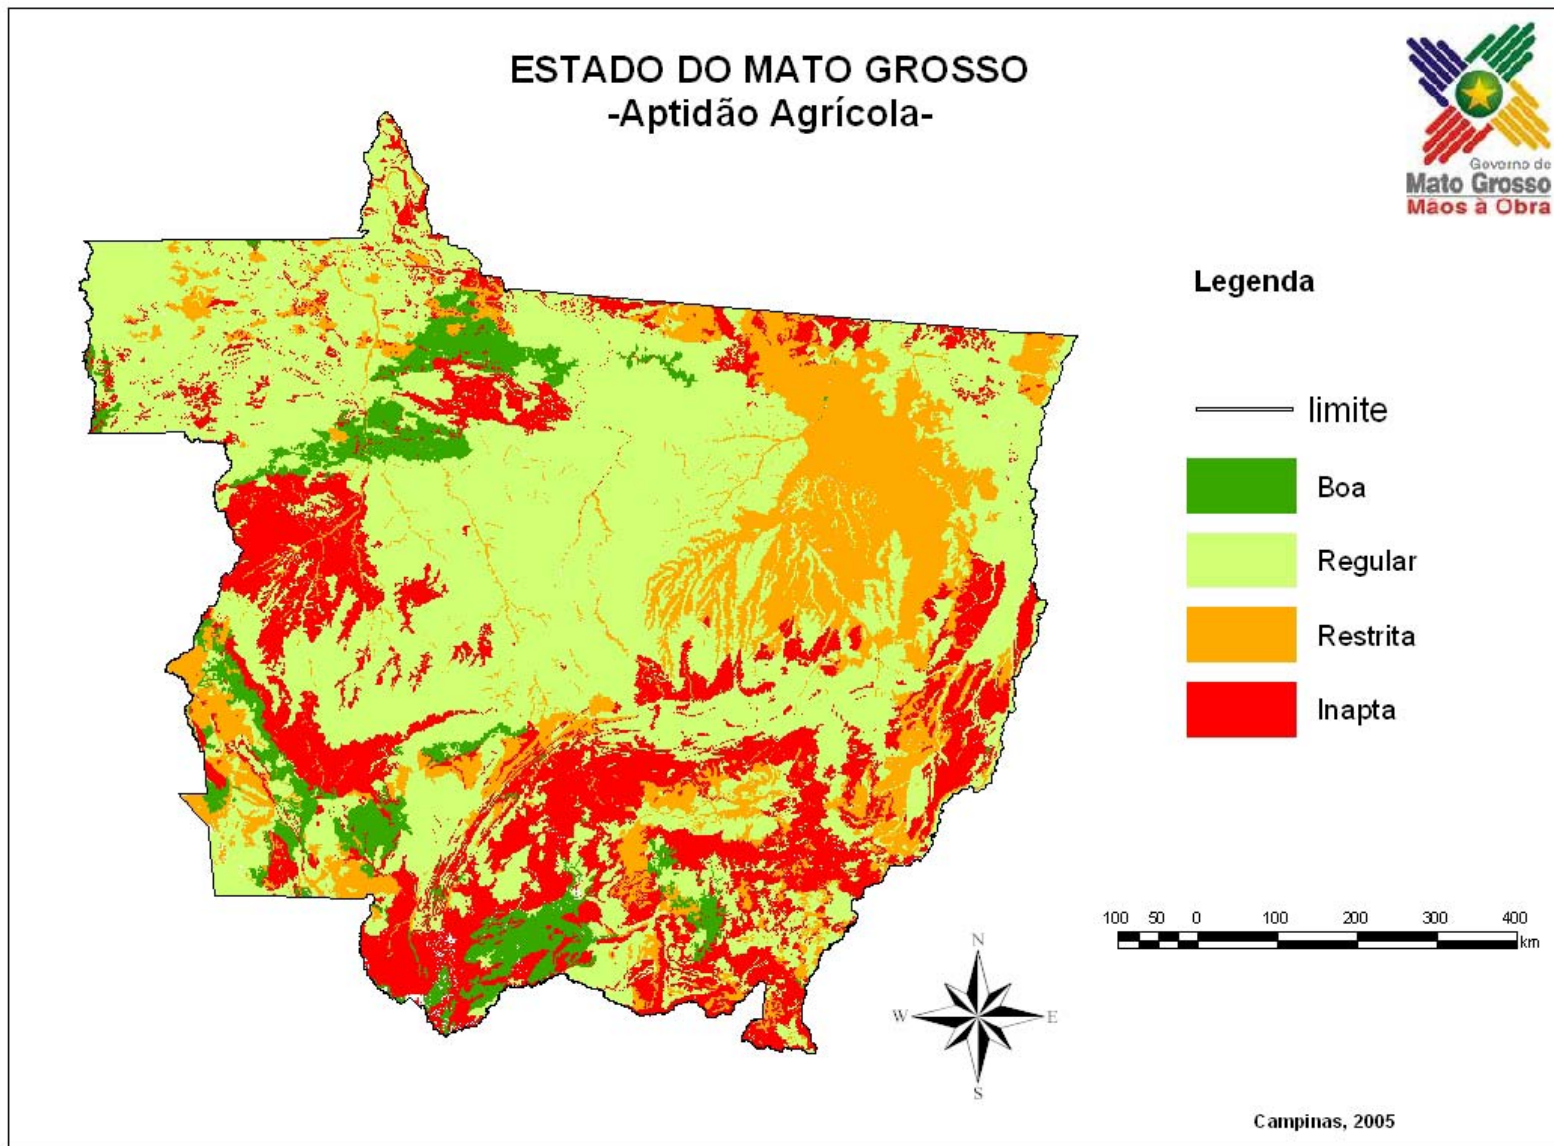 ESTADO DO MATO GROSSO
-Aptidão Agrícola-
Governo de
Mato Grosso
Mãos à Obra
Legenda
limite
Boa
Regular
Restrita
Inapta
100 50 0 100 200 300 400
km
N
W E
S
Campinas, 2005